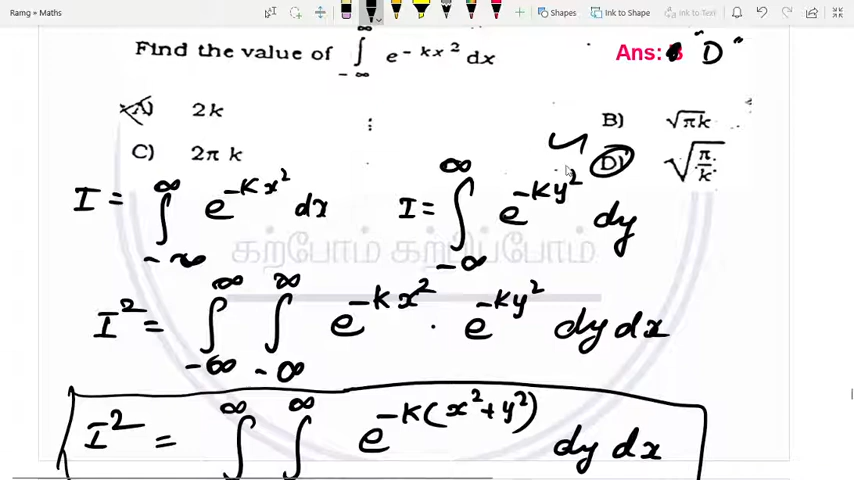 Ramg » Maths
Shapes Ink to Shape Ink to Text
Find the value of ∫_{-∞}^{∞} e^{-kx²} dx Ans: "D"
A) 2k B) √πk
C) 2π k D) √(π/k)
I = ∫_{-∞}^{∞} e^{-Kx²} dx I = ∫_{-∞}^{∞} e^{-Ky²} dy
கற்போம் கற்பிப்போம்
I² = ∫_{-∞}^{∞} ∫_{-∞}^{∞} e^{-Kx²} . e^{-Ky²} dy dx
I² = ∫^{∞} ∫^{∞} e^{-K(x²+y²)} dy dx